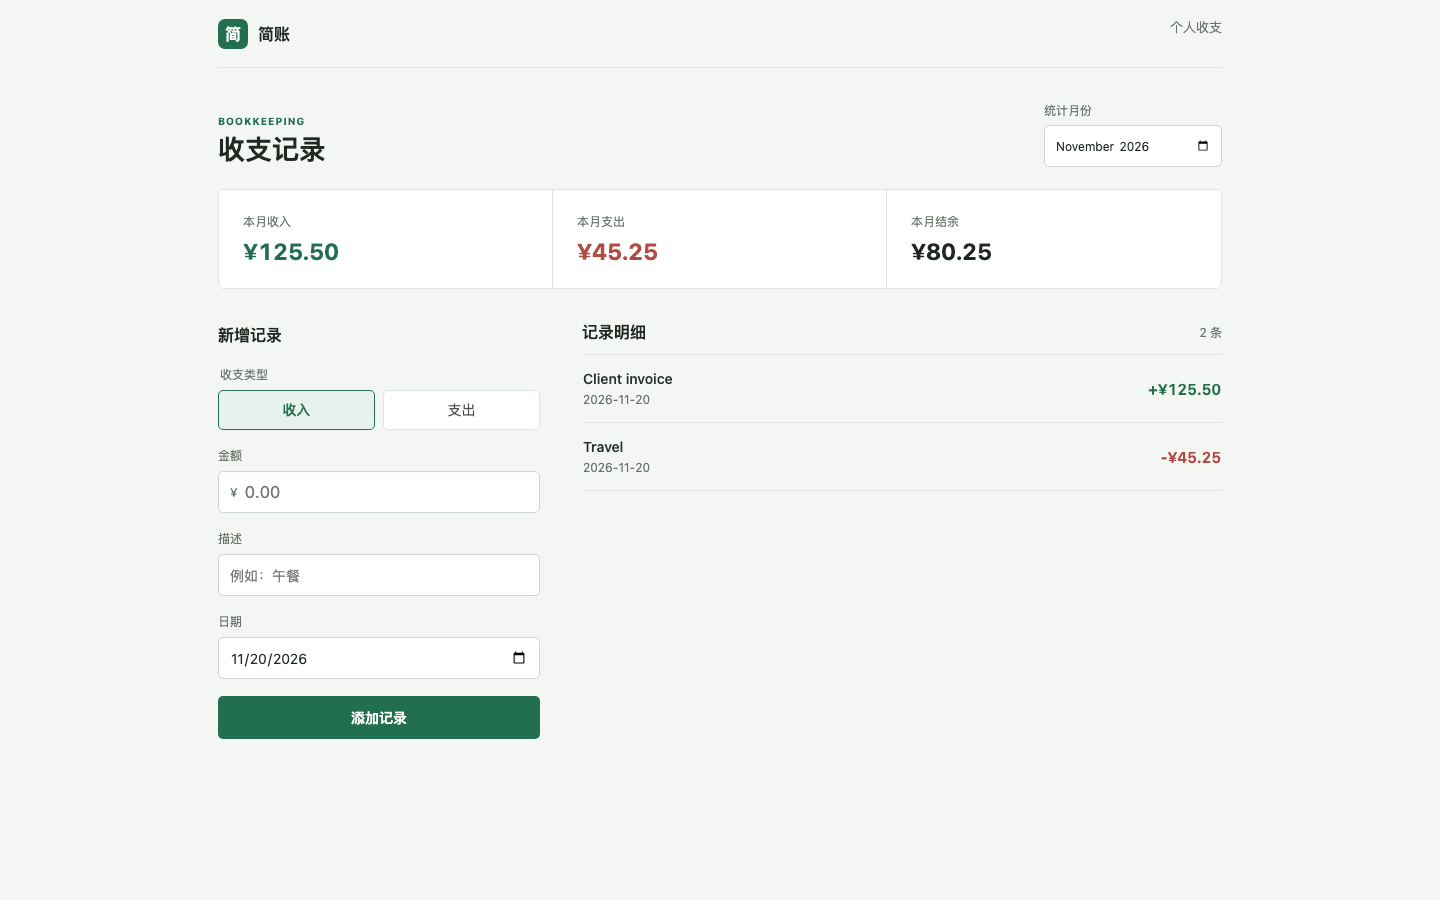 简 简账
个人收支
BOOKKEEPING
收支记录
统计月份
November 2026
本月收入
¥125.50
本月支出
¥45.25
本月结余
¥80.25
新增记录
收支类型
收入
支出
金额
¥ 0.00
描述
例如：午餐
日期
11/20/2026
添加记录
记录明细
2 条
Client invoice
2026-11-20
+¥125.50
Travel
2026-11-20
-¥45.25